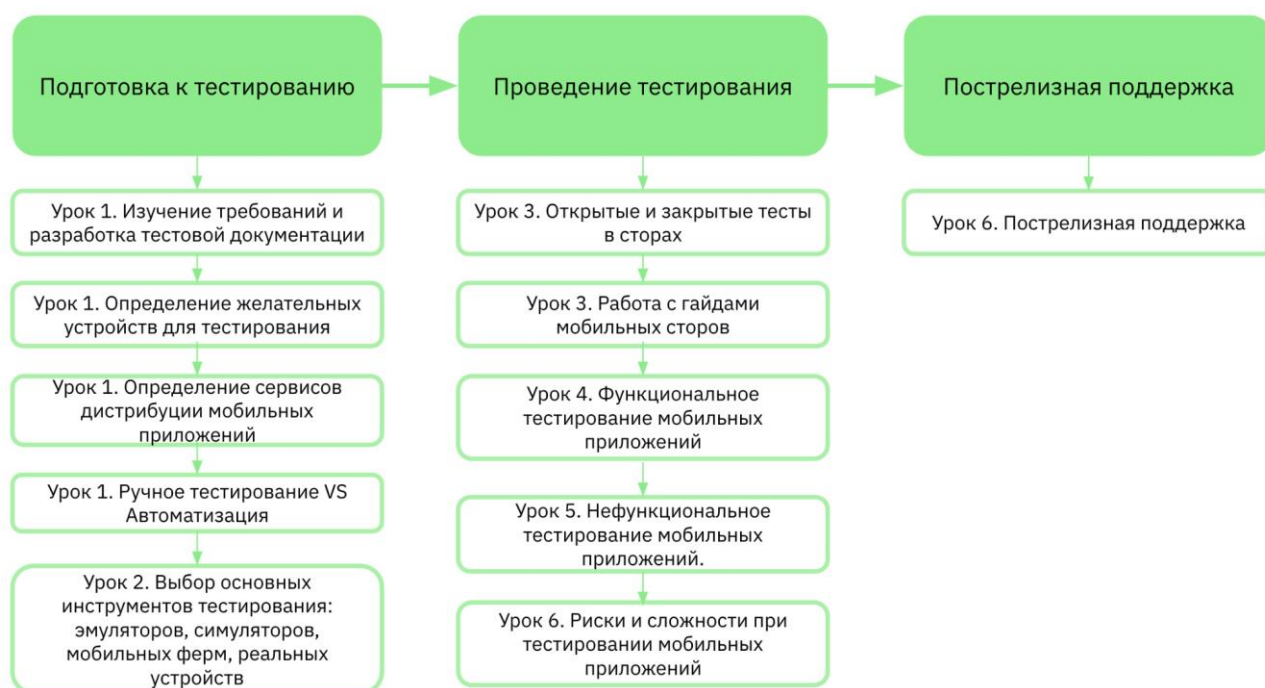 Подготовка к тестированию
Урок 1. Изучение требований и
разработка тестовой документации
Урок 1. Определение желательных
устройств для тестирования
Урок 1. Определение сервисов
дистрибуции мобильных
приложений
Урок 1. Ручное тестирование VS
Автоматизация
Урок 2. Выбор основных
инструментов тестирования:
эмуляторов, симуляторов,
мобильных ферм, реальных
устройств
Проведение тестирования
Урок 3. Открытые и закрытые тесты
в сторах
Урок 3. Работа с гайдами
мобильных сторов
Урок 4. Функциональное
тестирование мобильных
приложений
Урок 5. Нефункциональное
тестирование мобильных
приложений.
Урок 6. Риски и сложности при
тестировании мобильных
приложений
Пострелизная поддержка
Урок 6. Пострелизная поддержка